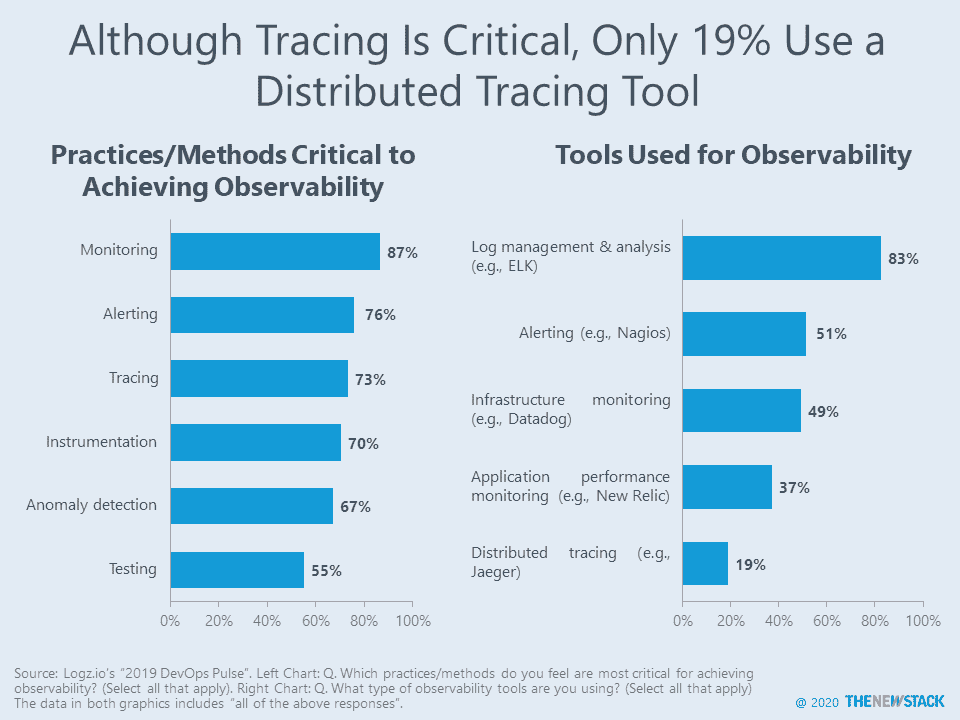 Although Tracing Is Critical, Only 19% Use a
Distributed Tracing Tool
Practices/Methods Critical to
Achieving Observability
Monitoring
87%
Alerting
76%
Tracing
73%
Instrumentation
70%
Anomaly detection
67%
Testing
55%
0% 20% 40% 60% 80% 100%
Tools Used for Observability
Log management & analysis
(e.g., ELK)
83%
Alerting (e.g., Nagios)
51%
Infrastructure monitoring
(e.g., Datadog)
49%
Application performance
monitoring (e.g., New Relic)
37%
Distributed tracing (e.g.,
Jaeger)
19%
0% 20% 40% 60% 80% 100%
Source: Logz.io's "2019 DevOps Pulse". Left Chart: Q. Which practices/methods do you feel are most critical for achieving
observability? (Select all that apply). Right Chart: Q. What type of observability tools are you using? (Select all that apply)
The data in both graphics includes "all of the above responses".
@ 2020 THENEWSTACK